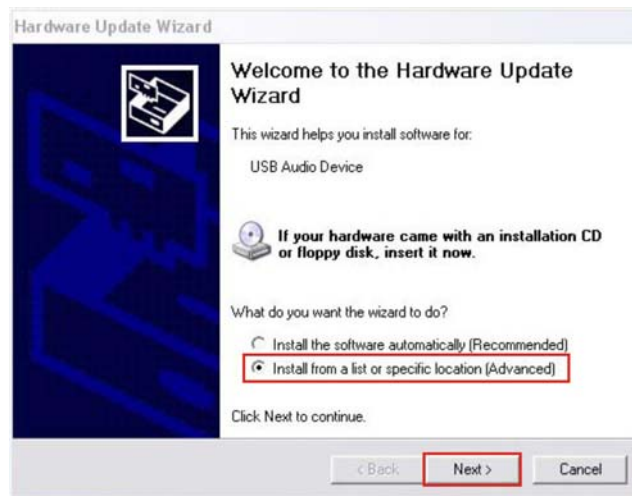 Hardware Update Wizard
Welcome to the Hardware Update
Wizard
This wizard helps you install software for:
USB Audio Device
If your hardware came with an installation CD
or floppy disk, insert it now.
What do you want the wizard to do?
Install the software automatically (Recommended)
Install from a list or specific location (Advanced)
Click Next to continue.
< Back Next > Cancel